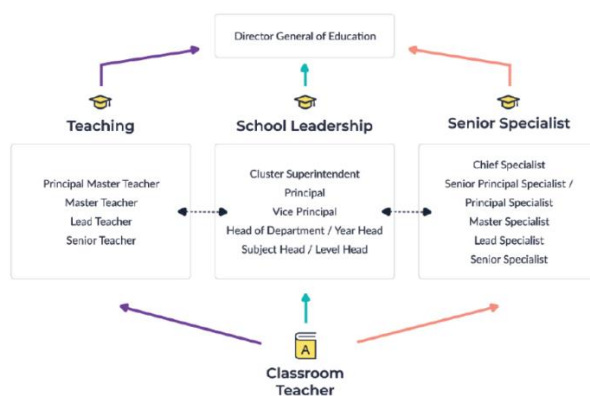 Director General of Education
Teaching
School Leadership
Senior Specialist
Principal Master Teacher
Master Teacher
Lead Teacher
Senior Teacher
Cluster Superintendent
Principal
Vice Principal
Head of Department / Year Head
Subject Head / Level Head
Chief Specialist
Senior Principal Specialist /
Principal Specialist
Master Specialist
Lead Specialist
Senior Specialist
A
Classroom
Teacher